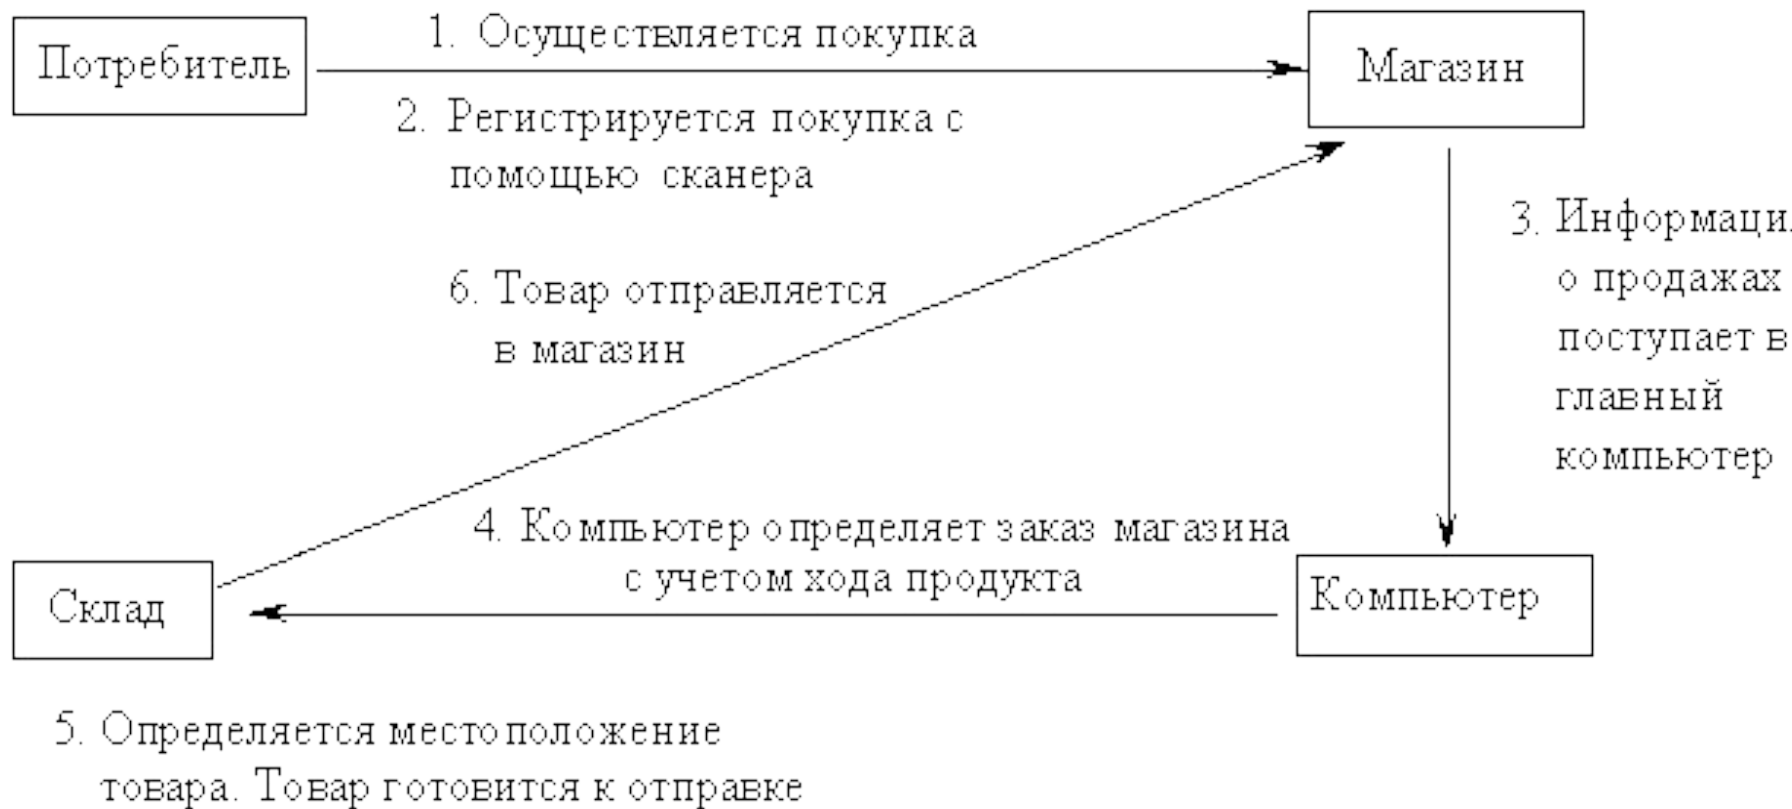 Потребитель
1. Осуществляется покупка
Магазин
2. Регистрируется покупка с
помощью сканера
3. Информаци
о продажах
поступает в
главный
компьютер
6. Товар отправляется
в магазин
4. Компьютер определяет заказ магазина
с учетом хода продукта
Склад
Компьютер
5. Определяется местоположение
товара. Товар готовится к отправке